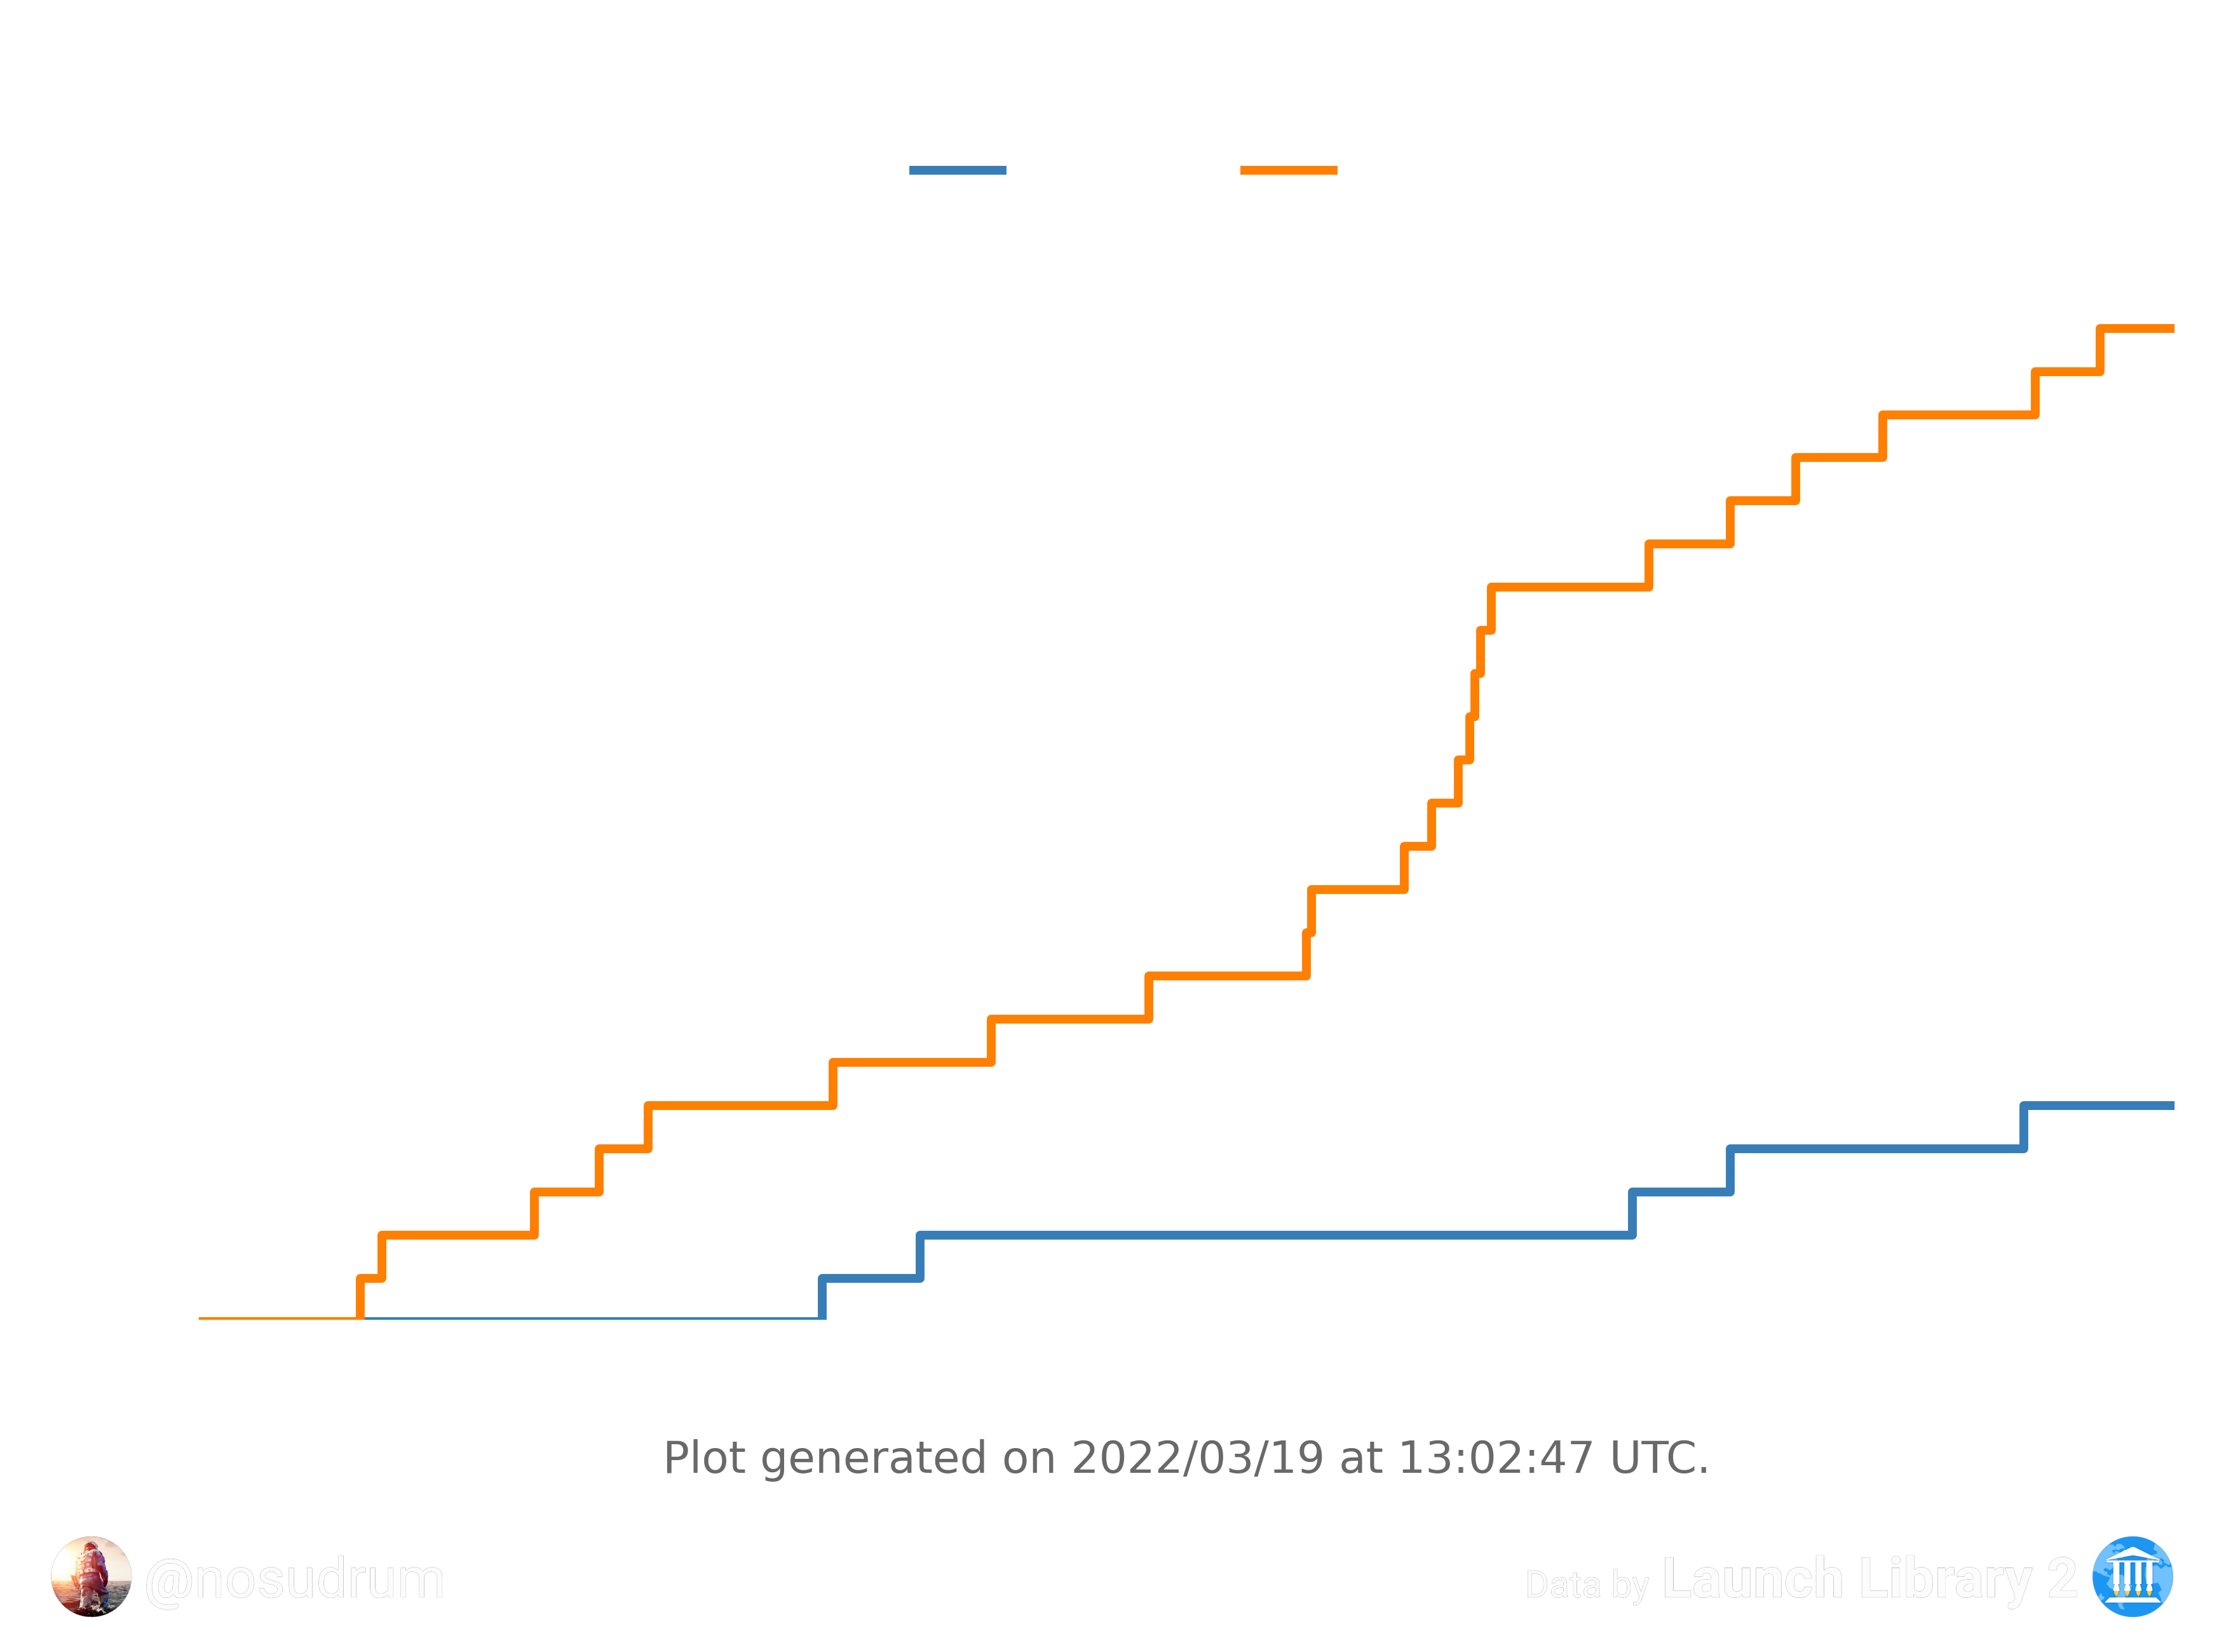 Plot generated on 2022/03/19 at 13:02:47 UTC.
@nosudrum
Data by Launch Library 2